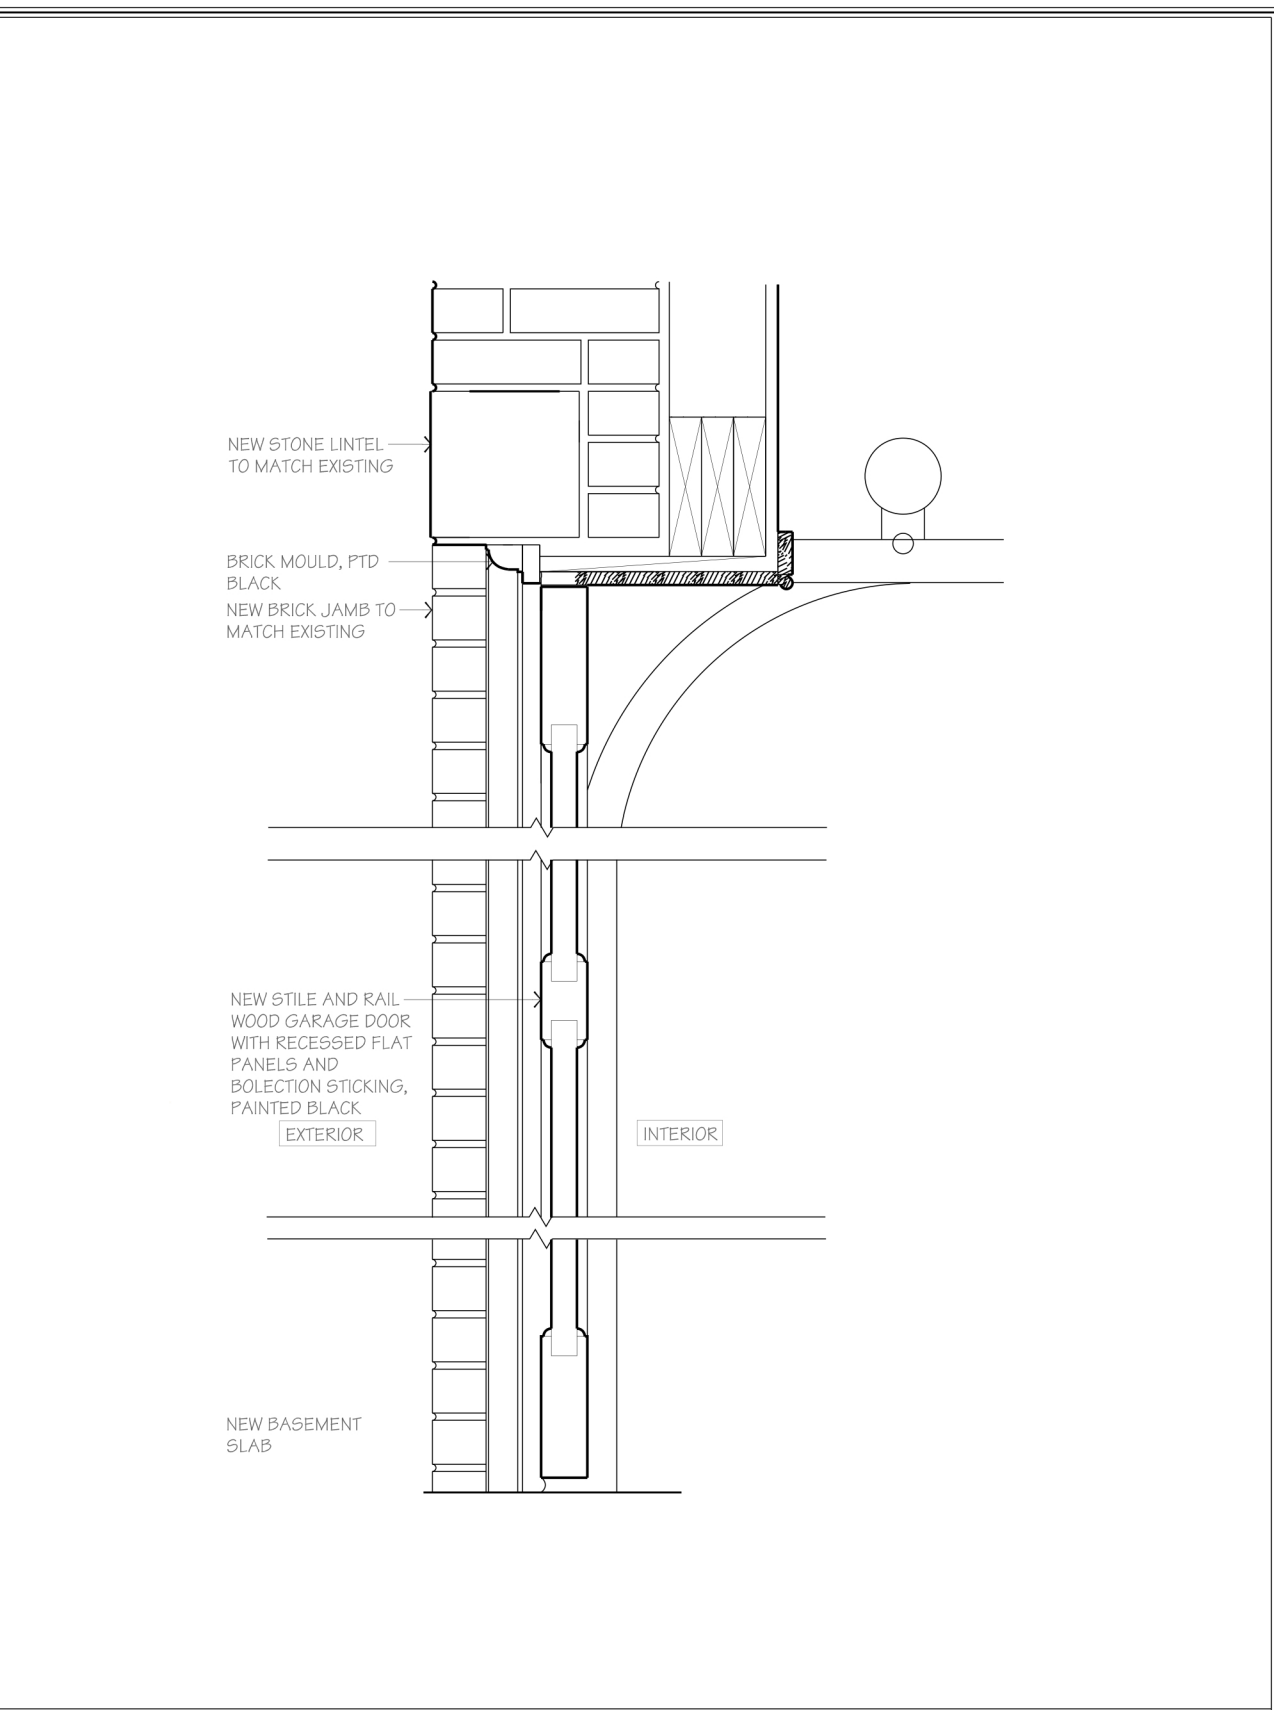 NEW STONE LINTEL
TO MATCH EXISTING
BRICK MOULD, PTD
BLACK
NEW BRICK JAMB TO
MATCH EXISTING
NEW STILE AND RAIL
WOOD GARAGE DOOR
WITH RECESSED FLAT
PANELS AND
BOLECTION STICKING,
PAINTED BLACK
EXTERIOR
INTERIOR
NEW BASEMENT
SLAB